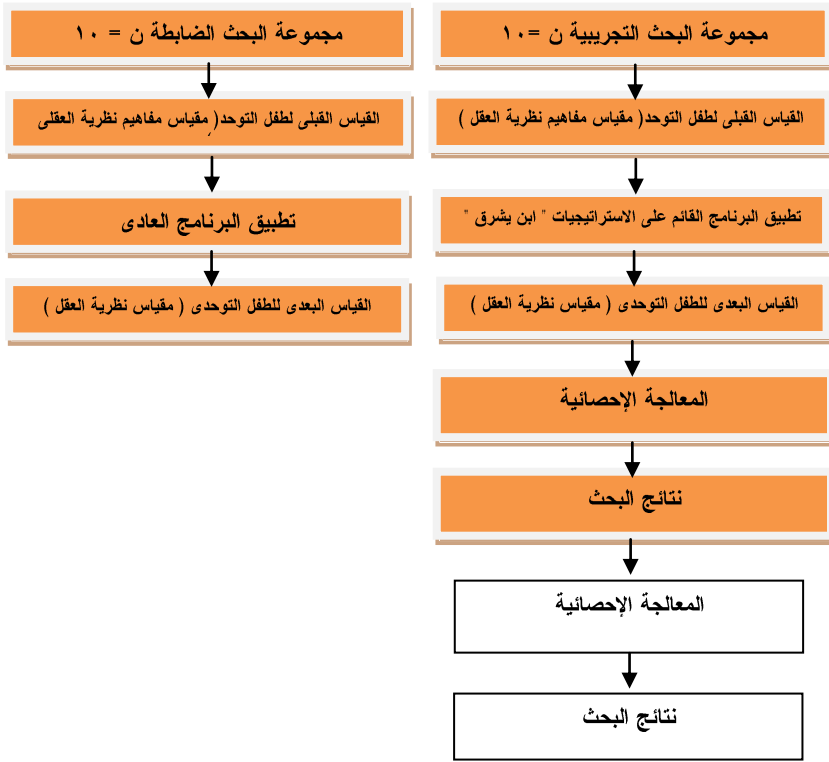 مجموعة البحث التجريبية ن =١٠
القياس القبلى لطفل التوحد( مقياس مفاهيم نظرية العقل )
تطبيق البرنامج القائم على الاستراتيجيات " ابن يشرق "
القياس البعدى للطفل التوحدى ( مقياس نظرية العقل )
المعالجة الإحصائية
نتائج البحث
المعالجة الإحصائية
نتائج البحث
مجموعة البحث الضابطة ن = ١٠
القياس القبلى لطفل التوحد( مقياس مفاهيم نظرية العقلى
تطبيق البرنامج العادى
القياس البعدى للطفل التوحدى ( مقياس نظرية العقل )